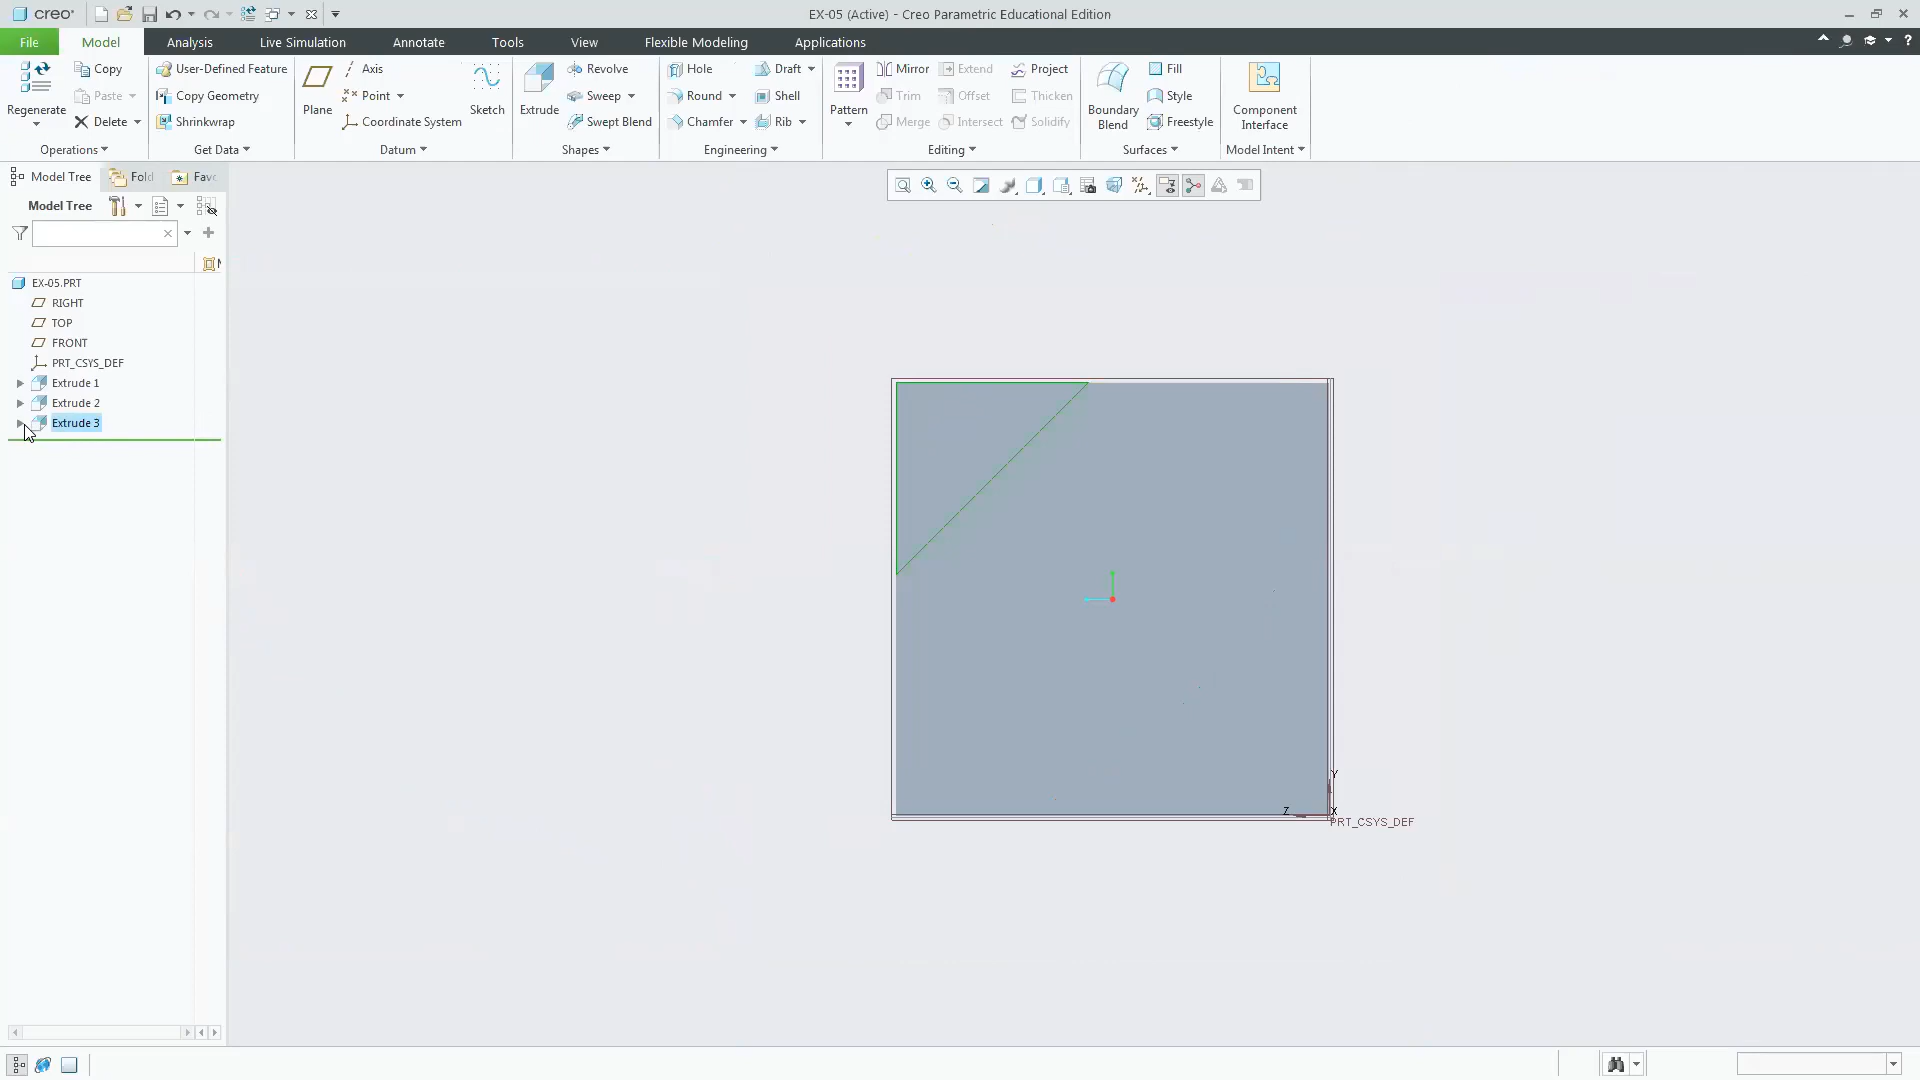 creo EX-05 (Active) - Creo Parametric Educational Edition
File Model Analysis Live Simulation Annotate Tools View Flexible Modeling Applications
Regenerate Copy Paste Delete
Operations
User-Defined Feature Copy Geometry Shrinkwrap
Get Data
Plane Axis Point Coordinate System Sketch
Datum
Extrude Revolve Sweep Swept Blend
Shapes
Hole Round Chamfer Draft Shell Rib
Engineering
Pattern Mirror Trim Merge Extend Offset Intersect Project Thicken Solidify
Editing
Boundary Blend Fill Style Freestyle
Surfaces
Component Interface
Model Intent
Model Tree Fold Favo
Model Tree
EX-05.PRT
RIGHT
TOP
FRONT
PRT_CSYS_DEF
Extrude 1
Extrude 2
Extrude 3
Y
Z X
PRT_CSYS_DEF